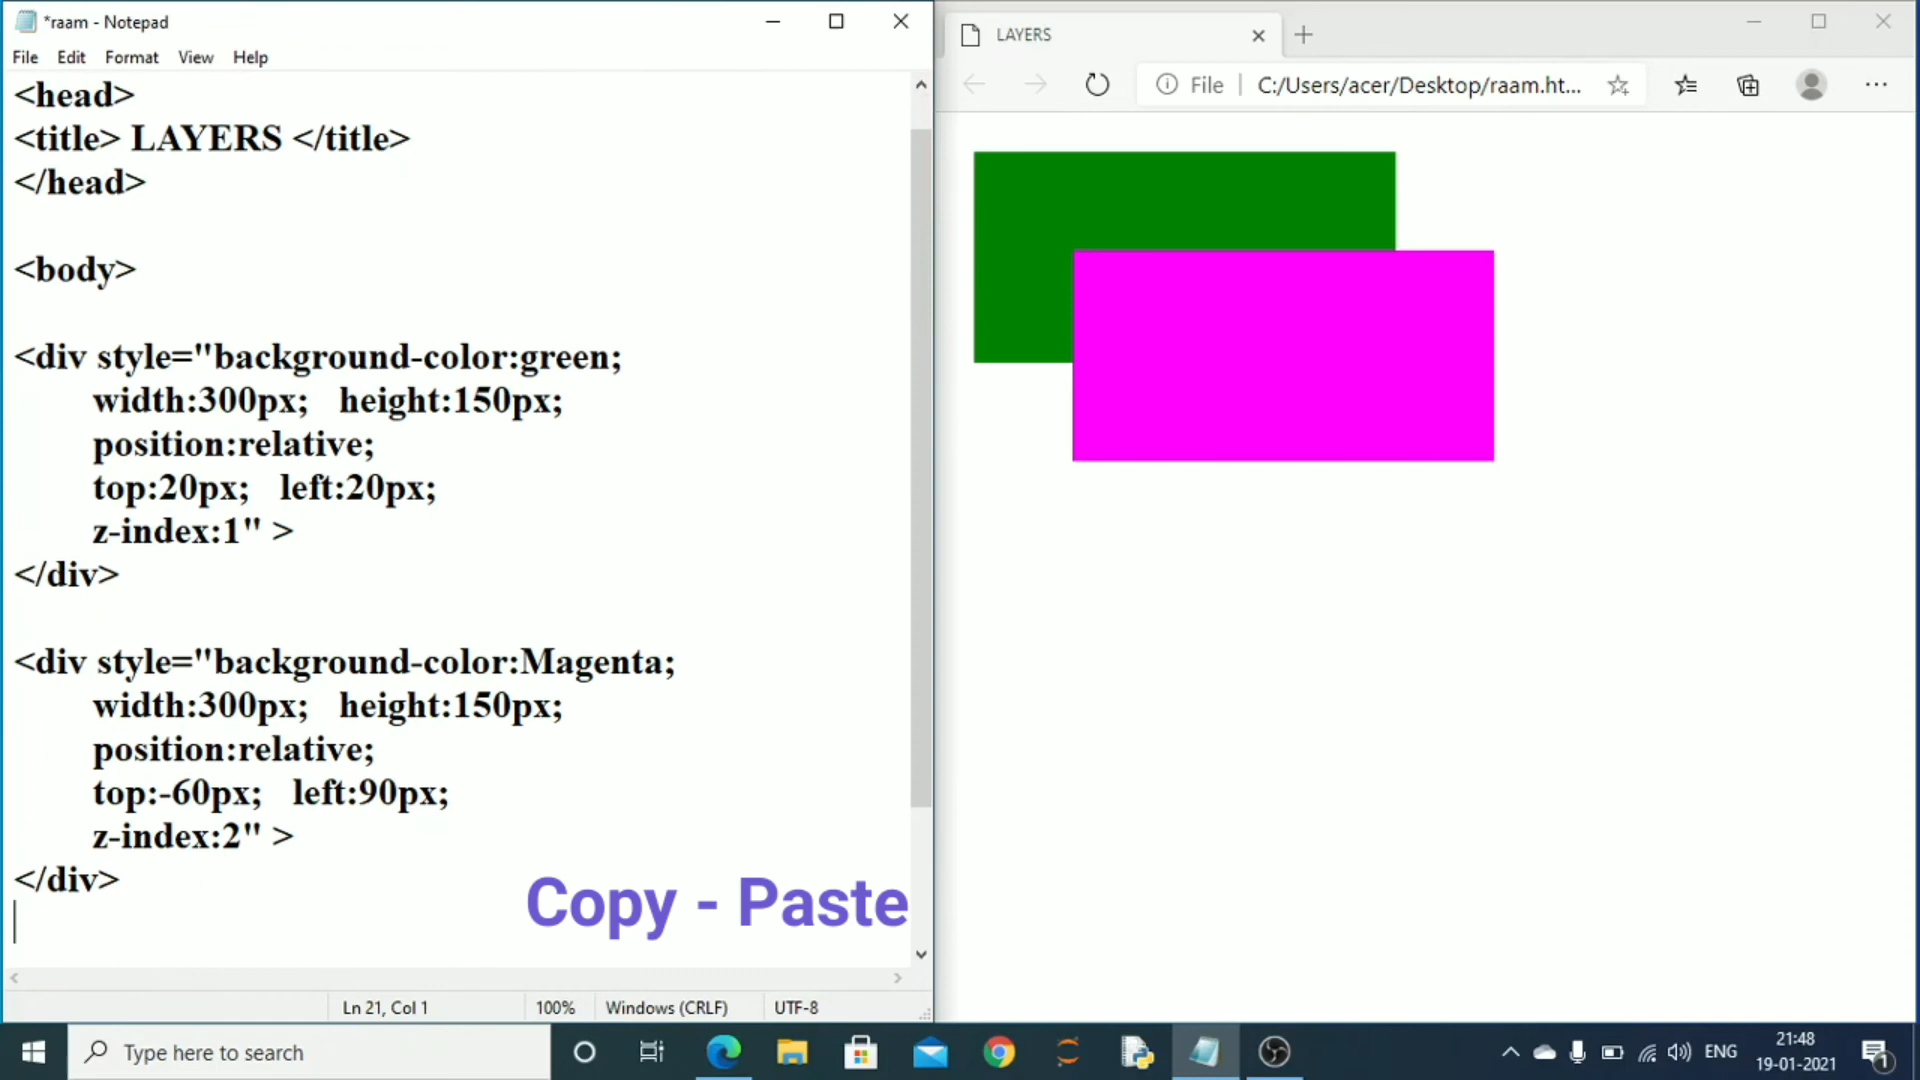 *raam - Notepad
File Edit Format View Help
<head>
<title> LAYERS </title>
</head>
<body>
<div style="background-color:green;
width:300px; height:150px;
position:relative;
top:20px; left:20px;
z-index:1" >
</div>
<div style="background-color:Magenta;
width:300px; height:150px;
position:relative;
top:-60px; left:90px;
z-index:2" >
</div>
Copy - Paste
Ln 21, Col 1 100% Windows (CRLF) UTF-8
LAYERS
File C:/Users/acer/Desktop/raam.ht...
Type here to search
ENG
21:48
19-01-2021
1